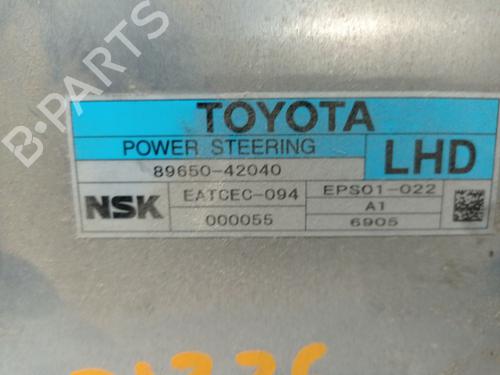 B-PARTS
TOYOTA
POWER STEERING
89650-42040
LHD
NSK
EATCEC-094
000055
EPS01-022
A1
6905